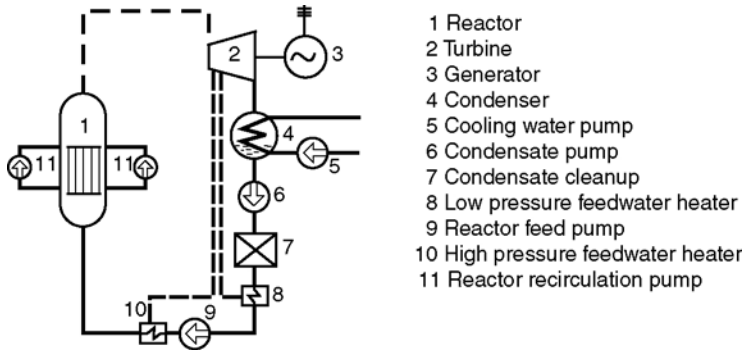 1
2
3
4
5
6
7
8
9
10
11
11
1 Reactor
2 Turbine
3 Generator
4 Condenser
5 Cooling water pump
6 Condensate pump
7 Condensate cleanup
8 Low pressure feedwater heater
9 Reactor feed pump
10 High pressure feedwater heater
11 Reactor recirculation pump